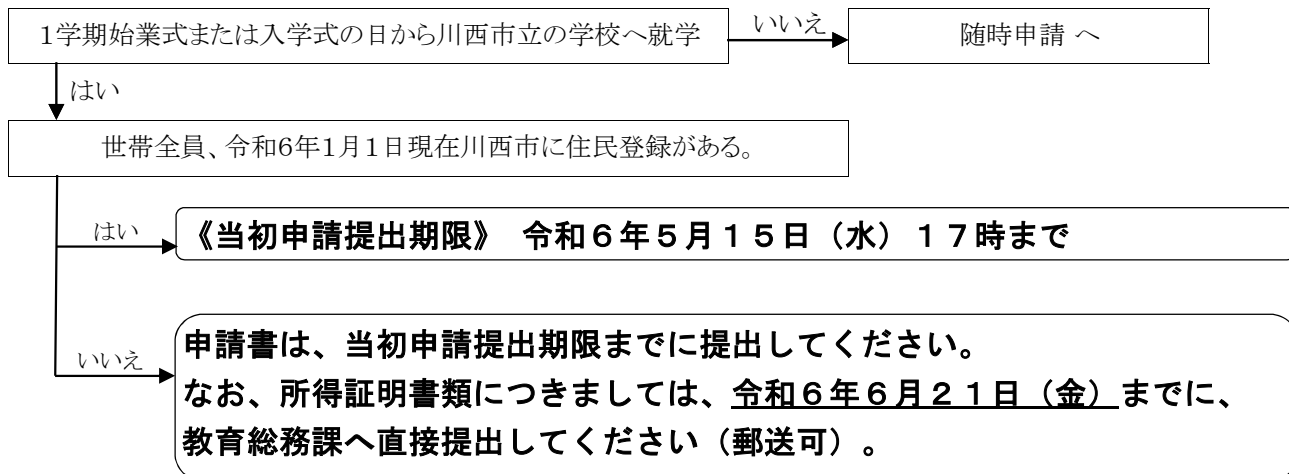 1学期始業式または入学式の日から川西市立の学校へ就学
いいえ
随時申請 へ
はい
世帯全員、令和6年1月1日現在川西市に住民登録がある。
はい
《当初申請提出期限》 令和6年5月15日(水)17時まで
いいえ
申請書は、当初申請提出期限までに提出してください。
なお、所得証明書類につきましては、令和6年6月21日(金)までに、
教育総務課へ直接提出してください(郵送可)。